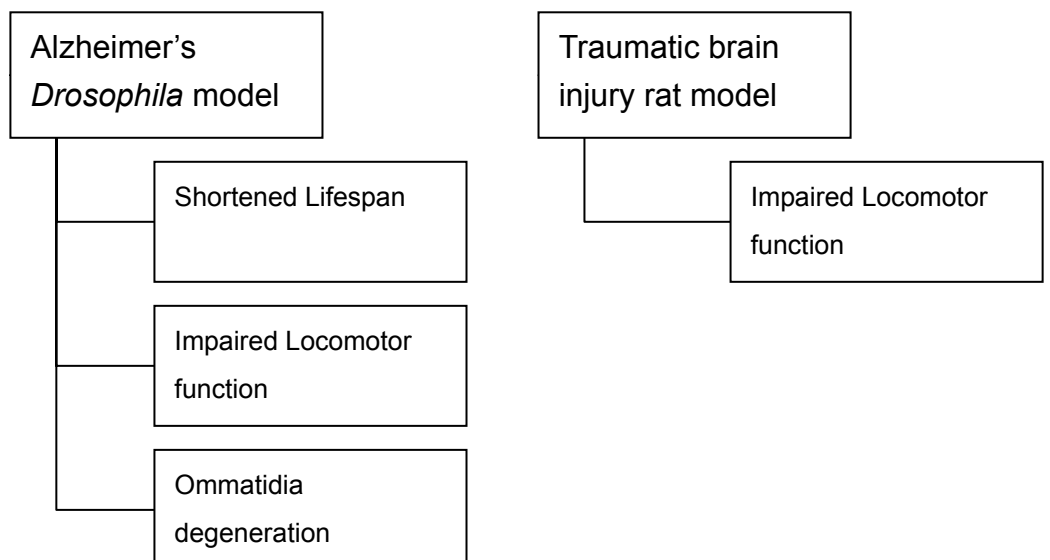 Alzheimer’s
Drosophila model
Shortened Lifespan
Impaired Locomotor
function
Ommatidia
degeneration
Traumatic brain
injury rat model
Impaired Locomotor
function